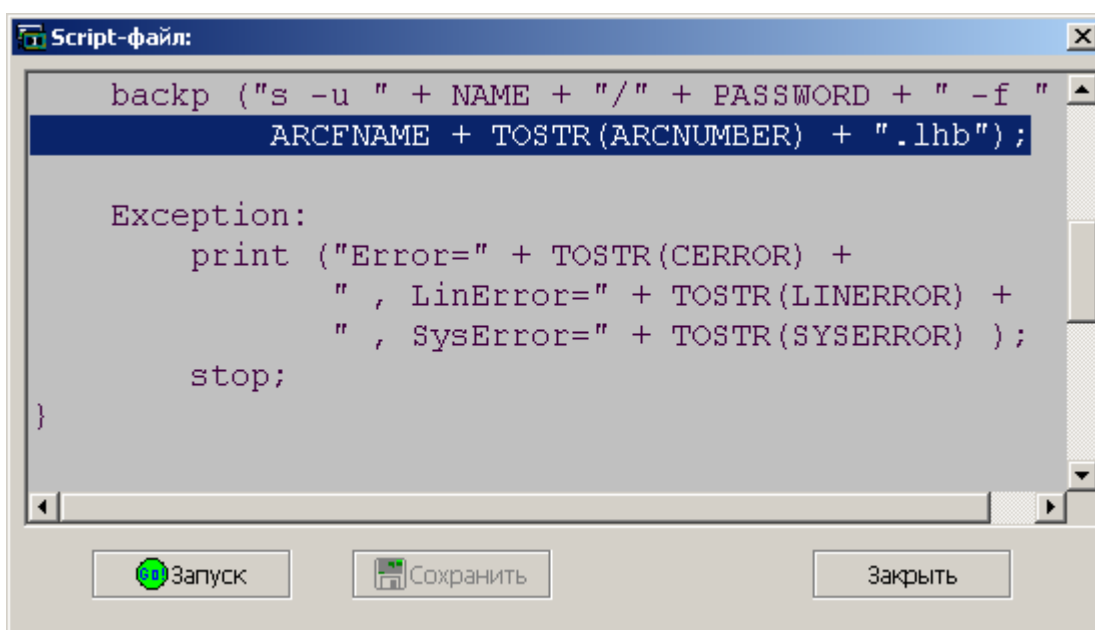 Script-файл:
backp ("s -u " + NAME + "/" + PASSWORD + " -f "
ARCFNAME + TOSTR(ARCNUMBER) + ".lhb");
Exception:
print ("Error=" + TOSTR(CERROR) +
" , LinError=" + TOSTR(LINERROR) +
" , SysError=" + TOSTR(SYSERROR) );
stop;
}
GO! Запуск Сохранить Закрыть